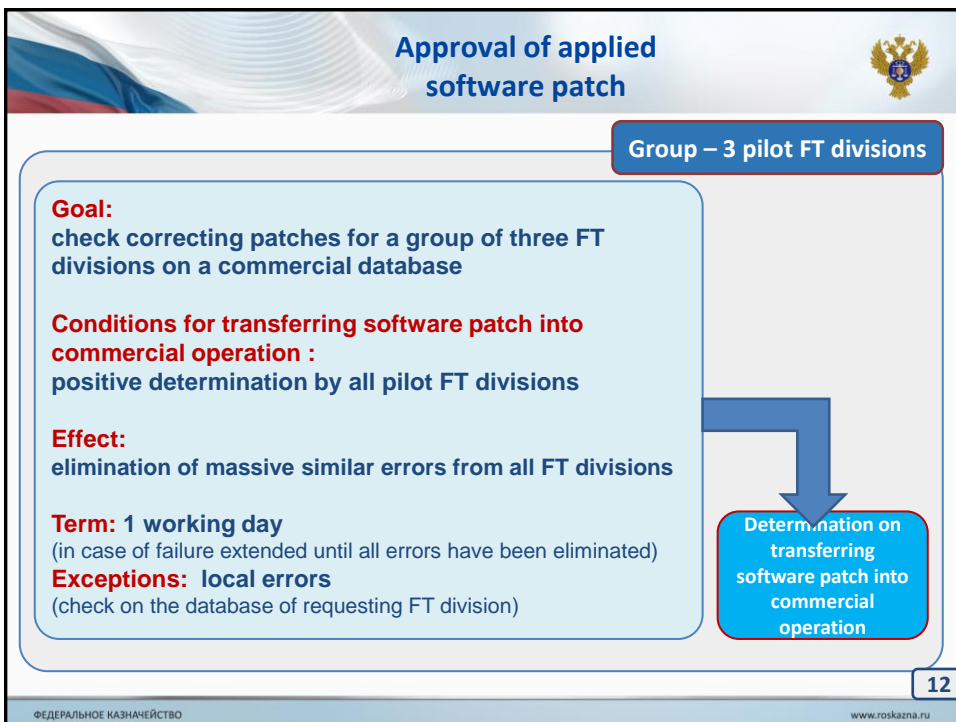 Approval of applied
software patch
Group – 3 pilot FT divisions
Goal:
check correcting patches for a group of three FT
divisions on a commercial database
Conditions for transferring software patch into
commercial operation :
positive determination by all pilot FT divisions
Effect:
elimination of massive similar errors from all FT divisions
Term: 1 working day
(in case of failure extended until all errors have been eliminated)
Exceptions: local errors
(check on the database of requesting FT division)
Determination on
transferring
software patch into
commercial
operation
12
ФЕДЕРАЛЬНОЕ КАЗНАЧЕЙСТВО
www.roskazna.ru